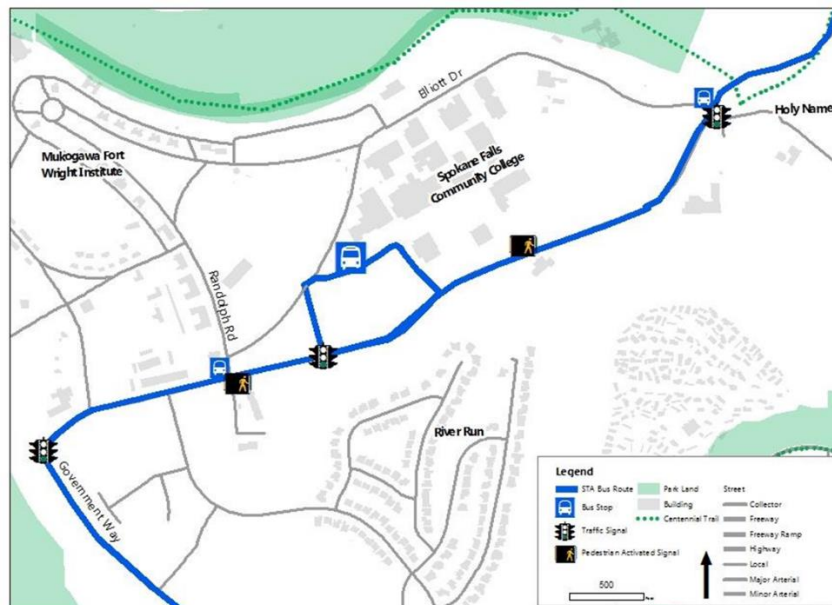 Elliott Dr
Holy Name
Mukogawa Fort
Wright Institute
Spokane Falls
Community College
Randolph Rd
River Run
Government Way
Legend
STA Bus Route
Bus Stop
Traffic Signal
Pedestrian Activated Signal
Park Land
Building
Centennial Trail
Street
Collector
Freeway
Freeway Ramp
Highway
Local
Major Arterial
Minor Arterial
500